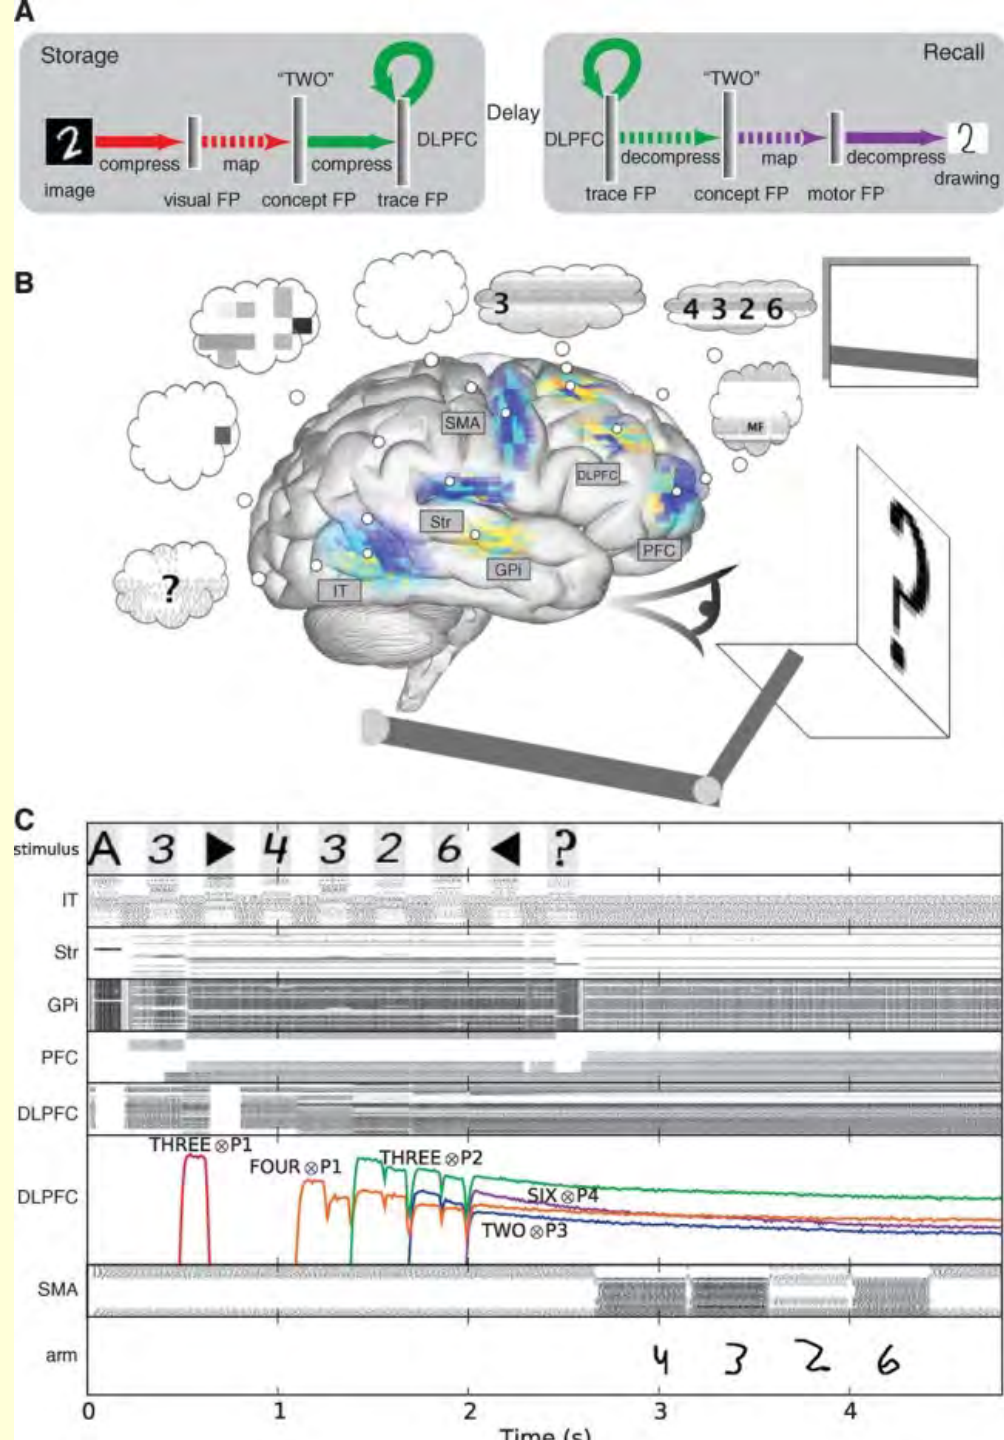 A
Storage
Recall
"TWO"
"TWO"
Delay
DLPFC
DLPFC
2
compress
map
compress
decompress
map
decompress
2
image
visual FP
concept FP
trace FP
trace FP
concept FP
motor FP
drawing
B
3
4 3 2 6
SMA
MF
DLPFC
Str
PFC
GPi
IT
?
?
C
stimulus
A 3 ▶ 4 3 2 6 ◀ ?
IT
Str
GPi
PFC
DLPFC
THREE⊗P1
FOUR⊗P1
THREE⊗P2
DLPFC
SIX⊗P4
TWO⊗P3
SMA
arm
4 3 2 6
0 1 2 3 4
Time (s)